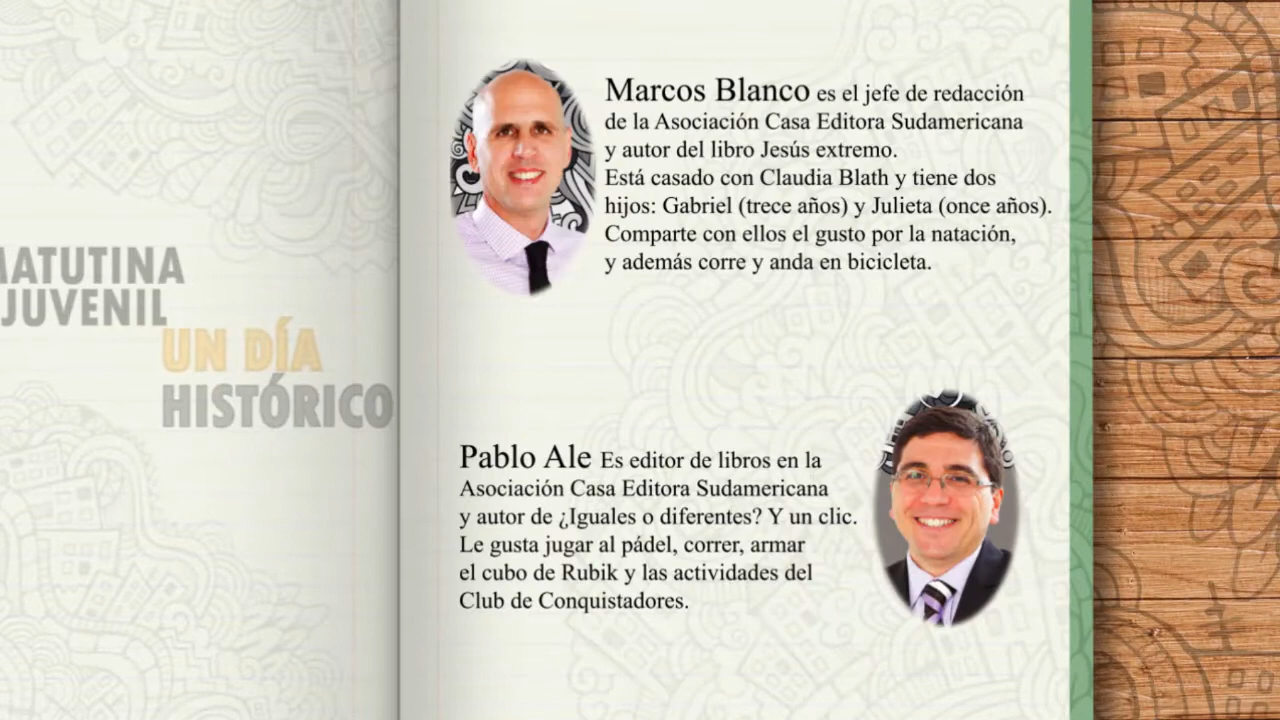 MATUTINA
JUVENIL
UN DÍA
HISTÓRICO
Marcos Blanco es el jefe de redacción
de la Asociación Casa Editora Sudamericana
y autor del libro Jesús extremo.
Está casado con Claudia Blath y tiene dos
hijos: Gabriel (trece años) y Julieta (once años).
Comparte con ellos el gusto por la natación,
y además corre y anda en bicicleta.
Pablo Ale Es editor de libros en la
Asociación Casa Editora Sudamericana
y autor de ¿Iguales o diferentes? Y un clic.
Le gusta jugar al pádel, correr, armar
el cubo de Rubik y las actividades del
Club de Conquistadores.